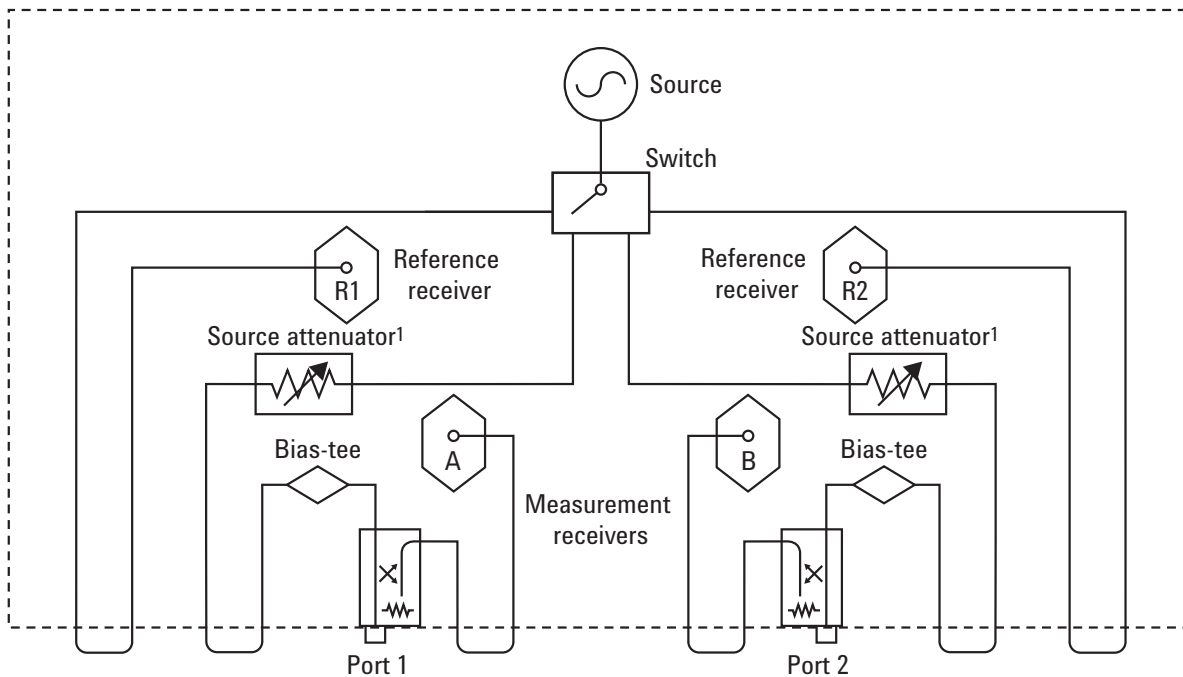 Source
Switch
Reference
receiver
R1
Reference
receiver
R2
Source attenuator1
Source attenuator1
Bias-tee
A
B
Bias-tee
Measurement
receivers
Port 1
Port 2